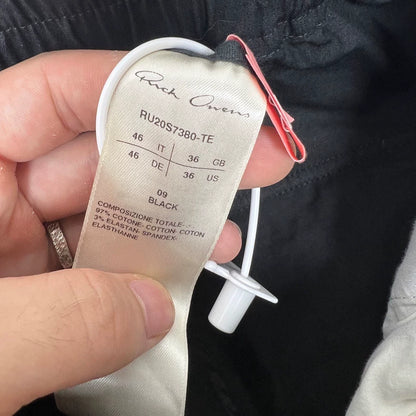 Rick Owens
RU20S7380-TE
46 IT 36 GB
46 DE 36 US
09
BLACK
COMPOSIZIONE TOTALE-
97% COTONE- COTTON- COTON
3% ELASTAN- SPANDEX-
ELASTHANNE